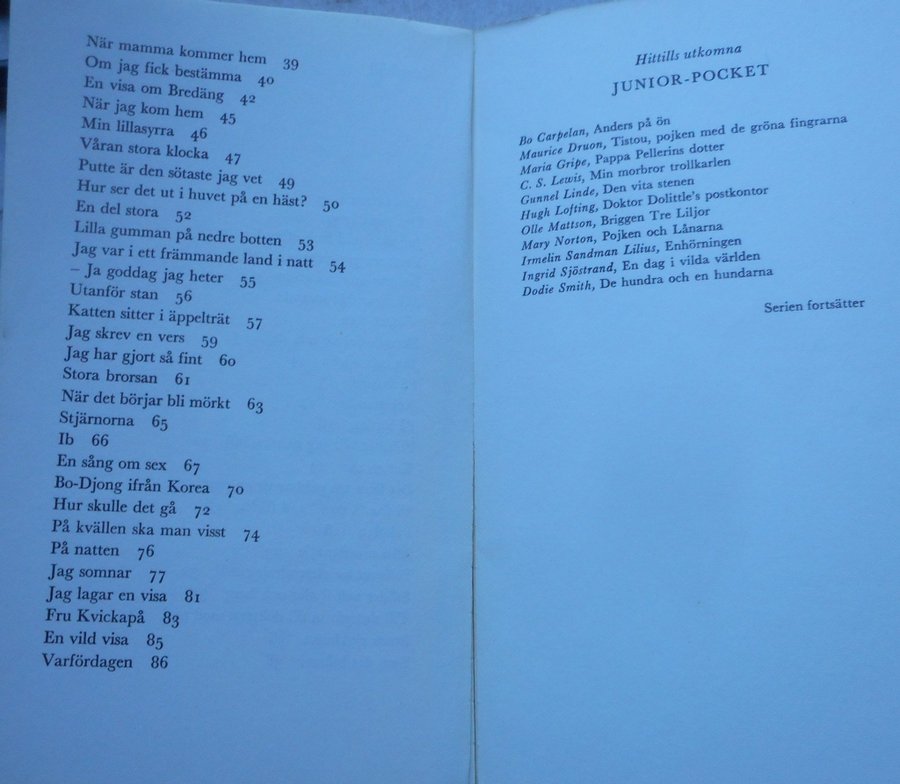 När mamma kommer hem 39
Om jag fick bestämma 40
En visa om Bredäng 42
När jag kom hem 45
Min lillasyrra 46
Våran stora klocka 47
Putte är den sötaste jag vet 49
Hur ser det ut i huvet på en häst? 50
En del stora 52
Lilla gumman på nedre botten 53
Jag var i ett främmande land i natt 54
– Ja goddag jag heter 55
Utanför stan 56
Katten sitter i äppelträt 57
Jag skrev en vers 59
Jag har gjort så fint 60
Stora brorsan 61
När det börjar bli mörkt 63
Stjärnorna 65
Ib 66
En sång om sex 67
Bo-Djong ifrån Korea 70
Hur skulle det gå 72
På kvällen ska man visst 74
På natten 76
Jag somnar 77
Jag lagar en visa 81
Fru Kvickapå 83
En vild visa 85
Varfördagen 86
Hittills utkomna
JUNIOR-POCKET
Bo Carpelan, Anders på ön
Maurice Druon, Tistou, pojken med de gröna fingrarna
Maria Gripe, Pappa Pellerins dotter
C. S. Lewis, Min morbror trollkarlen
Gunnel Linde, Den vita stenen
Hugh Lofting, Doktor Dolittle's postkontor
Olle Mattson, Briggen Tre Liljor
Mary Norton, Pojken och Lånarna
Irmelin Sandman Lilius, Enhörningen
Ingrid Sjöstrand, En dag i vilda världen
Dodie Smith, De hundra och en hundarna
Serien fortsätter